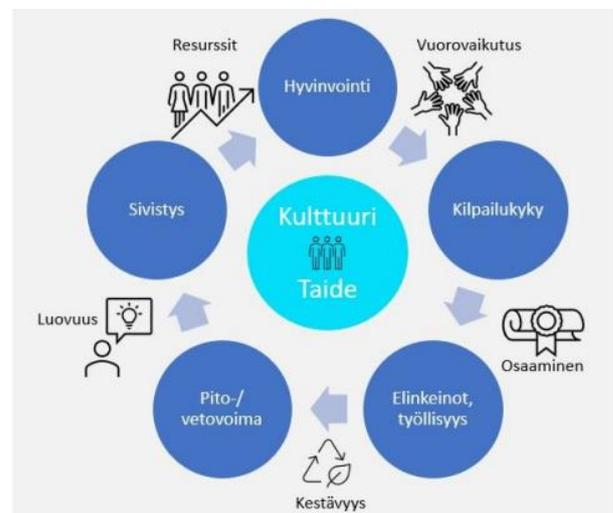 Resurssit
Hyvinvointi
Vuorovaikutus
Kilpailukyky
Osaaminen
Elinkeinot,
työllisyys
Kestävyys
Pito-/
vetovoima
Luovuus
Sivistys
Kulttuuri
Taide